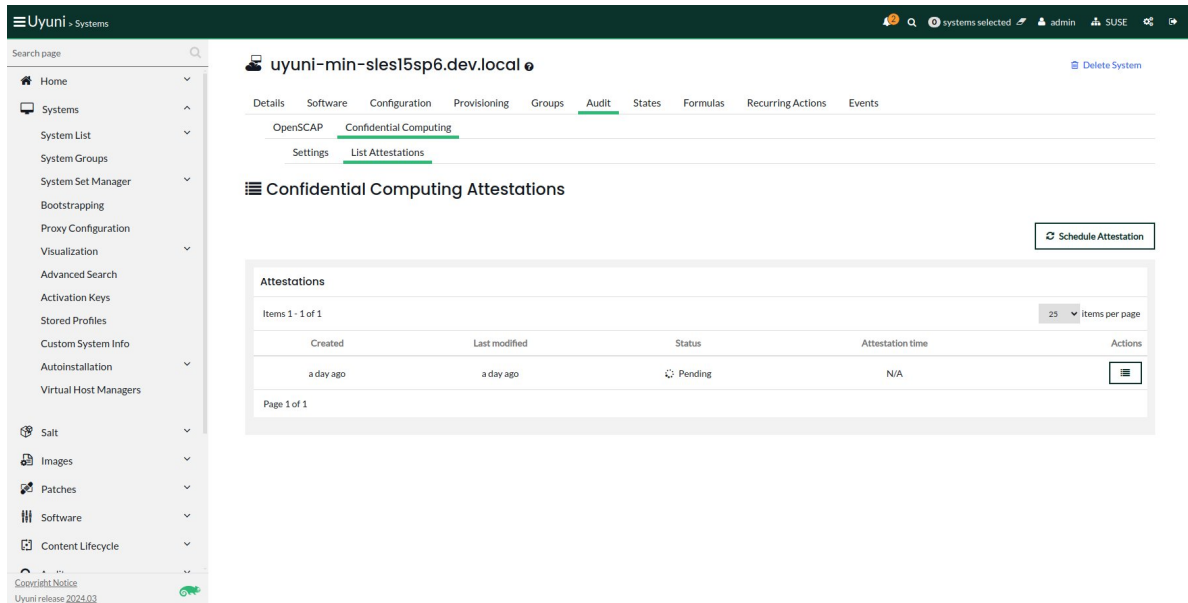 Uyuni > Systems
2
0 systems selected
admin
SUSE
Search page
Home
Systems
System List
System Groups
System Set Manager
Bootstrapping
Proxy Configuration
Visualization
Advanced Search
Activation Keys
Stored Profiles
Custom System Info
Autoinstallation
Virtual Host Managers
Salt
Images
Patches
Software
Content Lifecycle
Copyright Notice
Uyuni release 2024.03
uyuni-min-sles15sp6.dev.local
Delete System
Details Software Configuration Provisioning Groups Audit States Formulas Recurring Actions Events
OpenSCAP Confidential Computing
Settings List Attestations
Confidential Computing Attestations
Schedule Attestation
Attestations
Items 1 - 1 of 1
25 items per page
Created Last modified Status Attestation time Actions
a day ago a day ago Pending N/A
Page 1 of 1